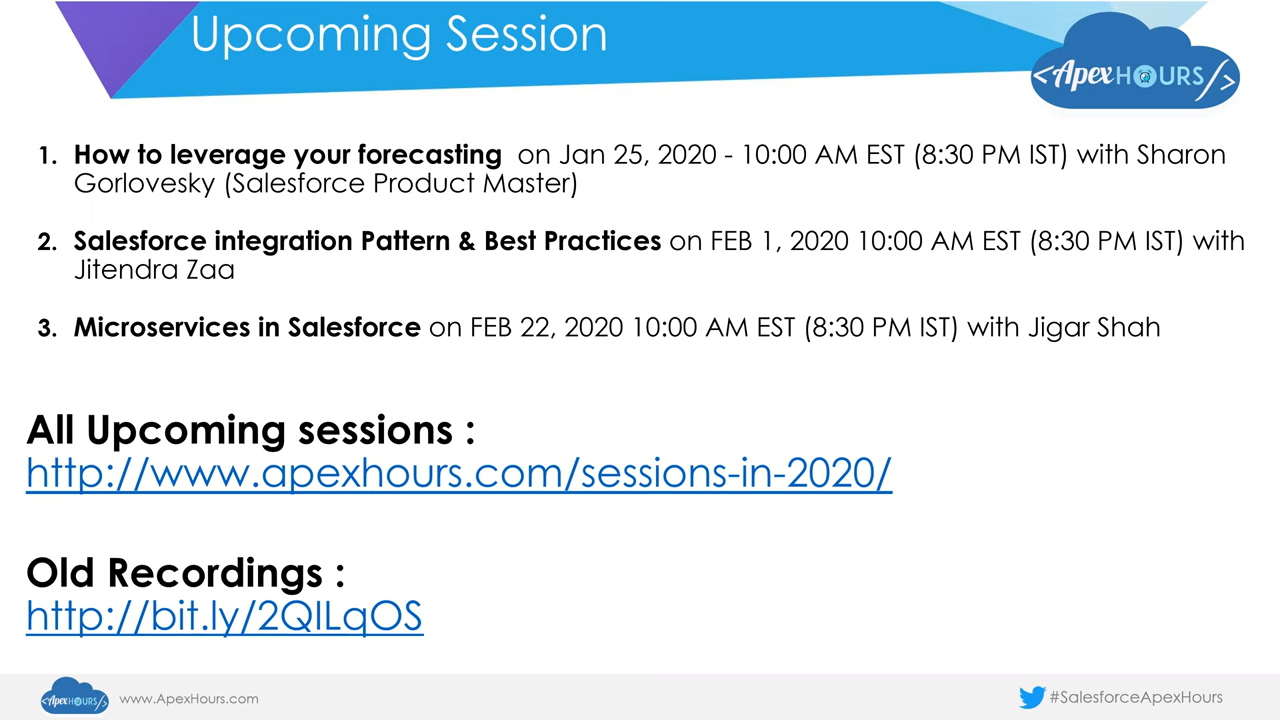 Upcoming Session
<ApexHOURS/>
1. How to leverage your forecasting on Jan 25, 2020 - 10:00 AM EST (8:30 PM IST) with Sharon
Gorlovesky (Salesforce Product Master)
2. Salesforce integration Pattern & Best Practices on FEB 1, 2020 10:00 AM EST (8:30 PM IST) with
Jitendra Zaa
3. Microservices in Salesforce on FEB 22, 2020 10:00 AM EST (8:30 PM IST) with Jigar Shah
All Upcoming sessions :
http://www.apexhours.com/sessions-in-2020/
Old Recordings :
http://bit.ly/2QILqOS
<ApexHOURS/>
www.ApexHours.com
#SalesforceApexHours